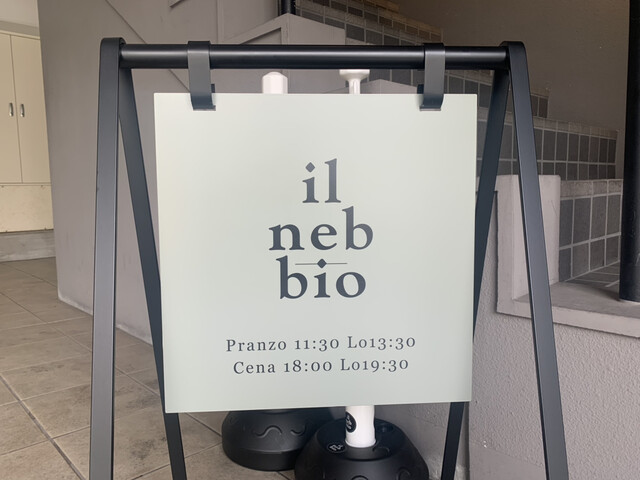 il
neb
bio
Pranzo 11:30 Lo13:30
Cena 18:00 Lo19:30